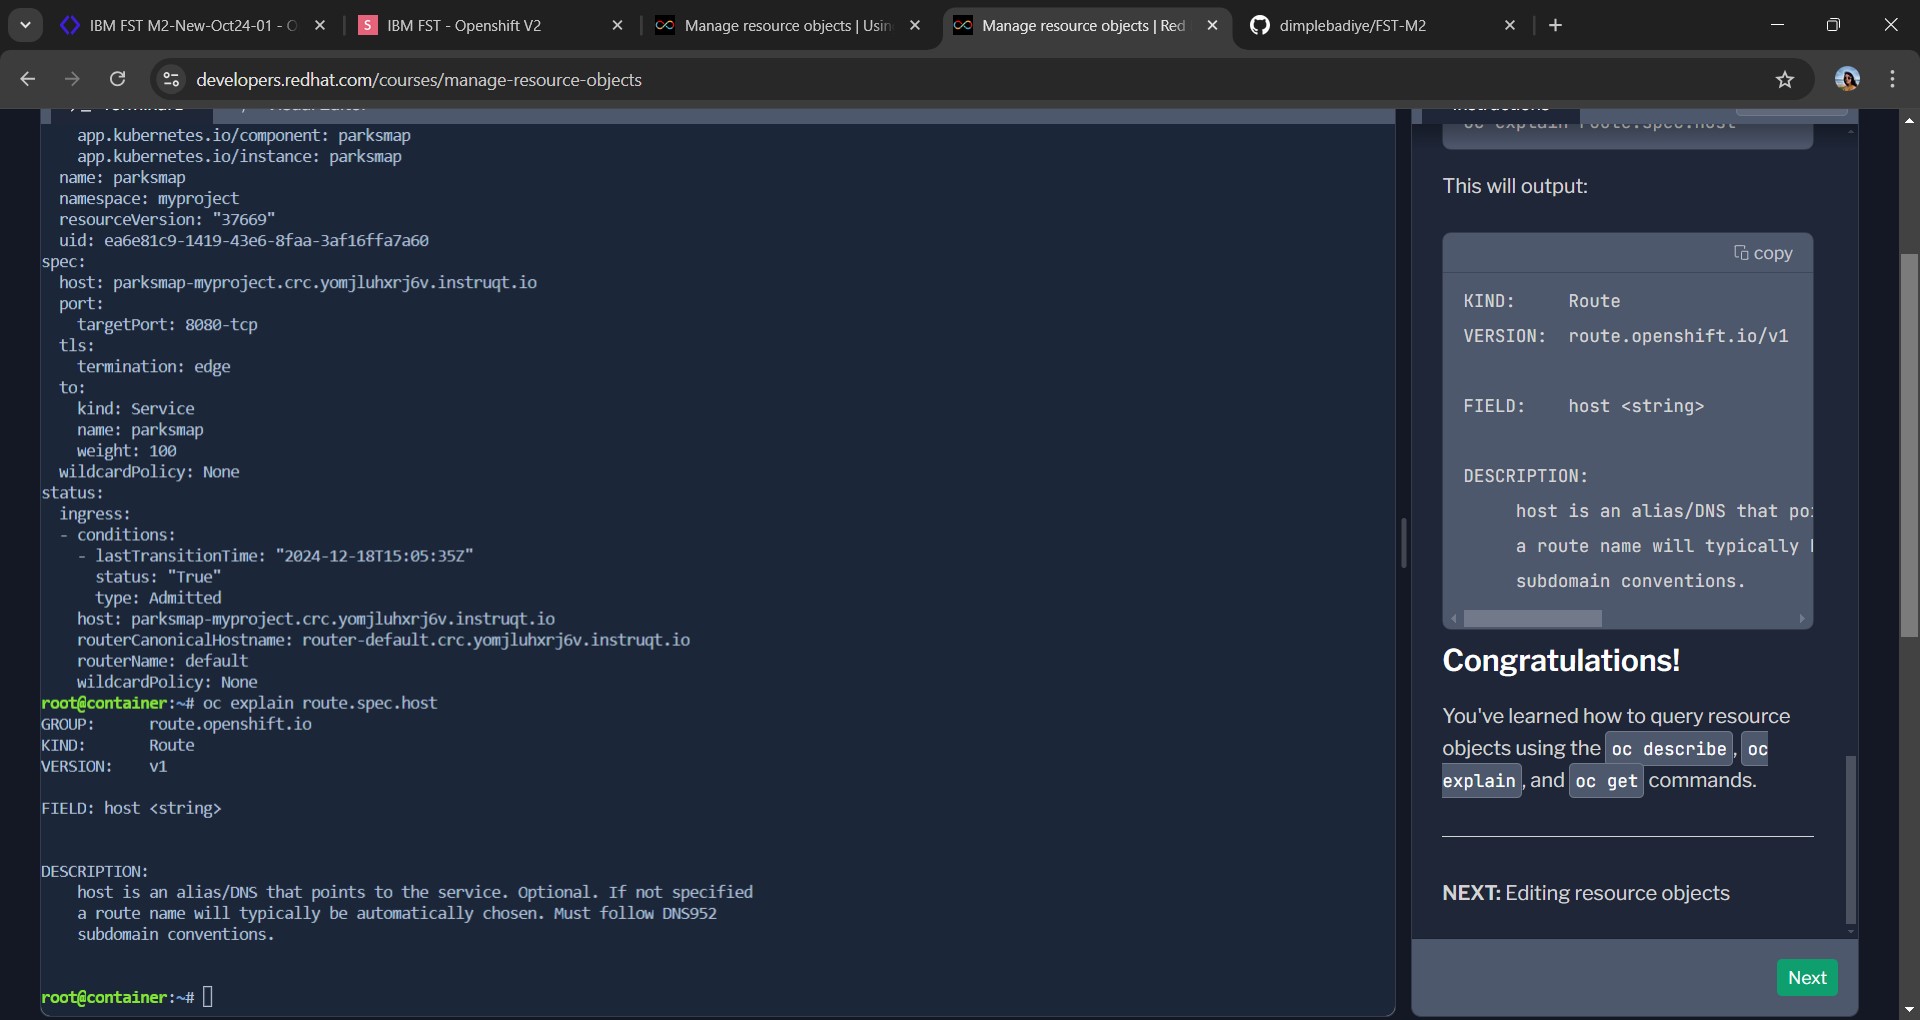 IBM FST M2-New-Oct24-01 - O
IBM FST - Openshift V2
Manage resource objects | Usin
Manage resource objects | Red
dimplebadiye/FST-M2
developers.redhat.com/courses/manage-resource-objects
app.kubernetes.io/component: parksmap
app.kubernetes.io/instance: parksmap
name: parksmap
namespace: myproject
resourceVersion: "37669"
uid: ea6e81c9-1419-43e6-8faa-3af16ffa7a60
spec:
host: parksmap-myproject.crc.yomjluhxrj6v.instruqt.io
port:
targetPort: 8080-tcp
tls:
termination: edge
to:
kind: Service
name: parksmap
weight: 100
wildcardPolicy: None
status:
ingress:
- conditions:
- lastTransitionTime: "2024-12-18T15:05:35Z"
status: "True"
type: Admitted
host: parksmap-myproject.crc.yomjluhxrj6v.instruqt.io
routerCanonicalHostname: router-default.crc.yomjluhxrj6v.instruqt.io
routerName: default
wildcardPolicy: None
root@container:~# oc explain route.spec.host
GROUP: route.openshift.io
KIND: Route
VERSION: v1
FIELD: host <string>
DESCRIPTION:
host is an alias/DNS that points to the service. Optional. If not specified
a route name will typically be automatically chosen. Must follow DNS952
subdomain conventions.
root@container:~#
oc explain route.spec.host
This will output:
copy
KIND: Route
VERSION: route.openshift.io/v1
FIELD: host <string>
DESCRIPTION:
host is an alias/DNS that poi
a route name will typically
subdomain conventions.
Congratulations!
You've learned how to query resource
objects using the oc describe, oc
explain, and oc get commands.
NEXT: Editing resource objects
Next